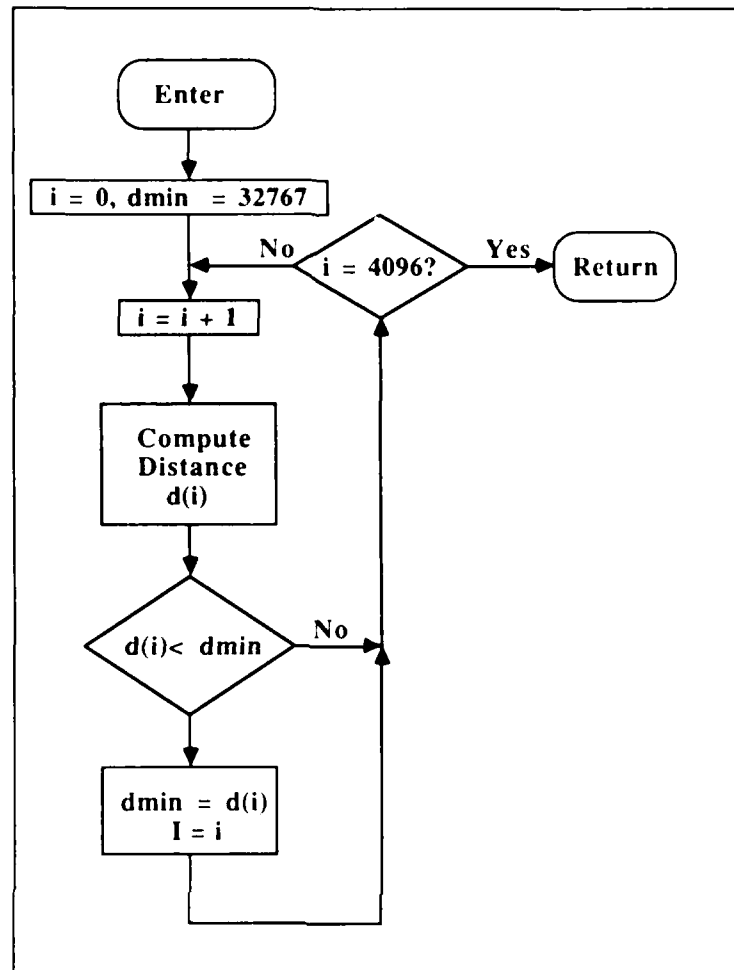 Enter
i = 0, dmin = 32767
No
i = 4096?
Yes
Return
i = i + 1
Compute
Distance
d(i)
d(i)< dmin
No
dmin = d(i)
I = i